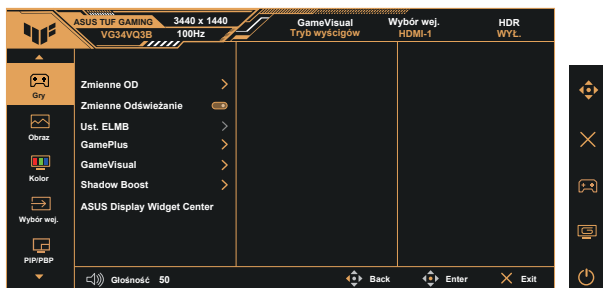 ASUS TUF GAMING
VG34VQ3B
3440 x 1440
100Hz
GameVisual
Tryb wyścigów
Wybór wej.
HDMI-1
HDR
WYŁ.
Gry
Obraz
Kolor
Wybór wej.
PIP/PBP
Zmienne OD
Zmienne Odświeżanie
Ust. ELMB
GamePlus
GameVisual
Shadow Boost
ASUS Display Widget Center
Głośność 50
Back
Enter
Exit